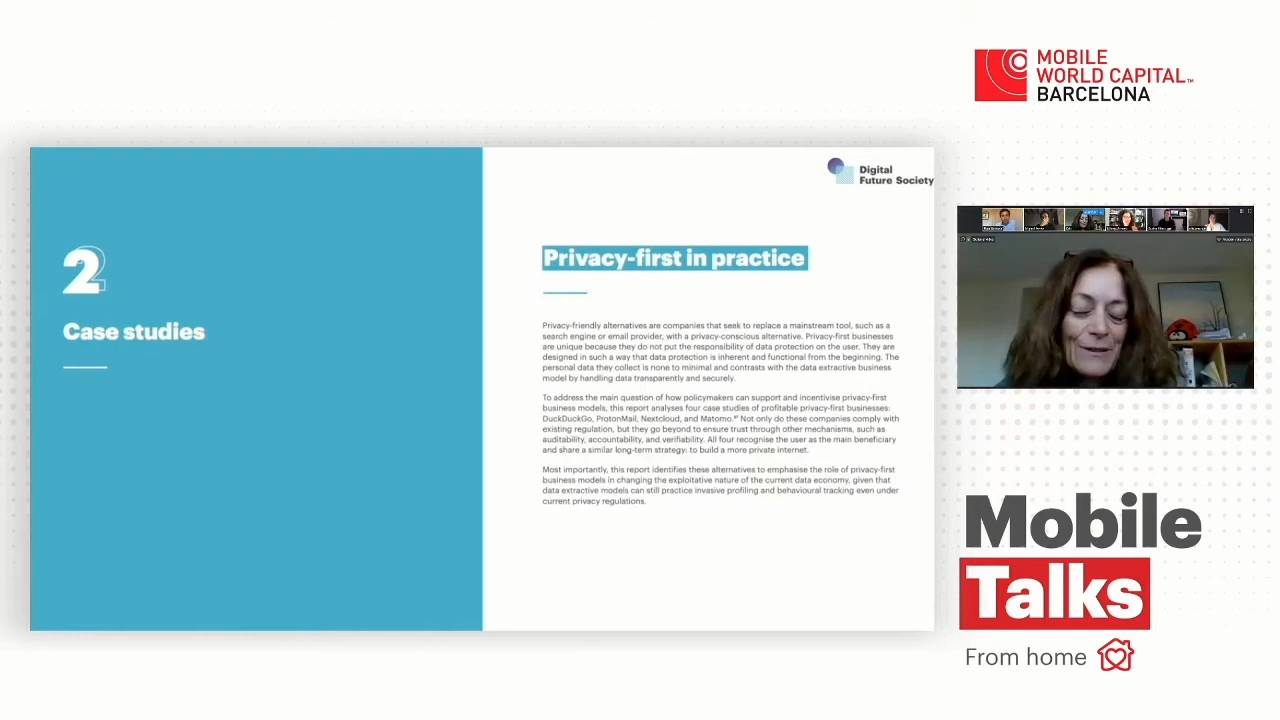 MOBILE
WORLD CAPITAL™
BARCELONA
Digital
Future Society
2
Case studies
Privacy-first in practice
Privacy-friendly alternatives are companies that seek to replace a mainstream tool, such as a
search engine or email provider, with a privacy-conscious alternative. Privacy-first businesses
are unique because they do not put the responsibility of data protection on the user. They are
designed in such a way that data protection is inherent and functional from the beginning. The
personal data they collect is none to minimal and contrasts with the data extractive business
model by handling data transparently and securely.
To address the main question of how policymakers can support and incentivise privacy-first
business models, this report analyses four case studies of profitable privacy-first businesses:
DuckDuckGo, ProtonMail, Nextcloud, and Matomo. Not only do these companies comply with
existing regulation, but they go beyond to ensure trust through other mechanisms, such as
auditability, accountability, and verifiability. All four recognise the user as the main beneficiary
and share a similar long-term strategy: to build a more private internet.
Most importantly, this report identifies these alternatives to emphasise the role of privacy-first
business models in changing the exploitative nature of the current data economy, given that
data extractive models can still practice invasive profiling and behavioural tracking even under
current privacy regulations.
Mobile
Talks
From home